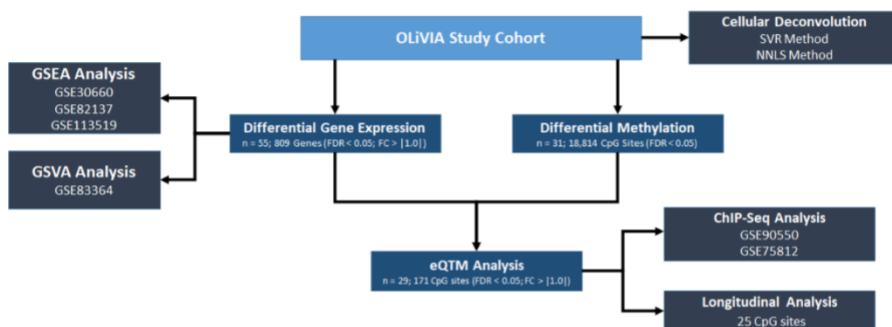 OLiVIA Study Cohort
Cellular Deconvolution
SVR Method
NNLS Method
GSEA Analysis
GSE30660
GSE82137
GSE113519
Differential Gene Expression
n = 55; 809 Genes (FDR < 0.05; FC > |1.0|)
Differential Methylation
n = 31; 18,814 CpG Sites (FDR < 0.05)
GSVA Analysis
GSE83364
ChIP-Seq Analysis
GSE90550
GSE75812
eQTM Analysis
n = 29; 171 CpG sites (FDR < 0.05; FC > |1.0|)
Longitudinal Analysis
25 CpG sites